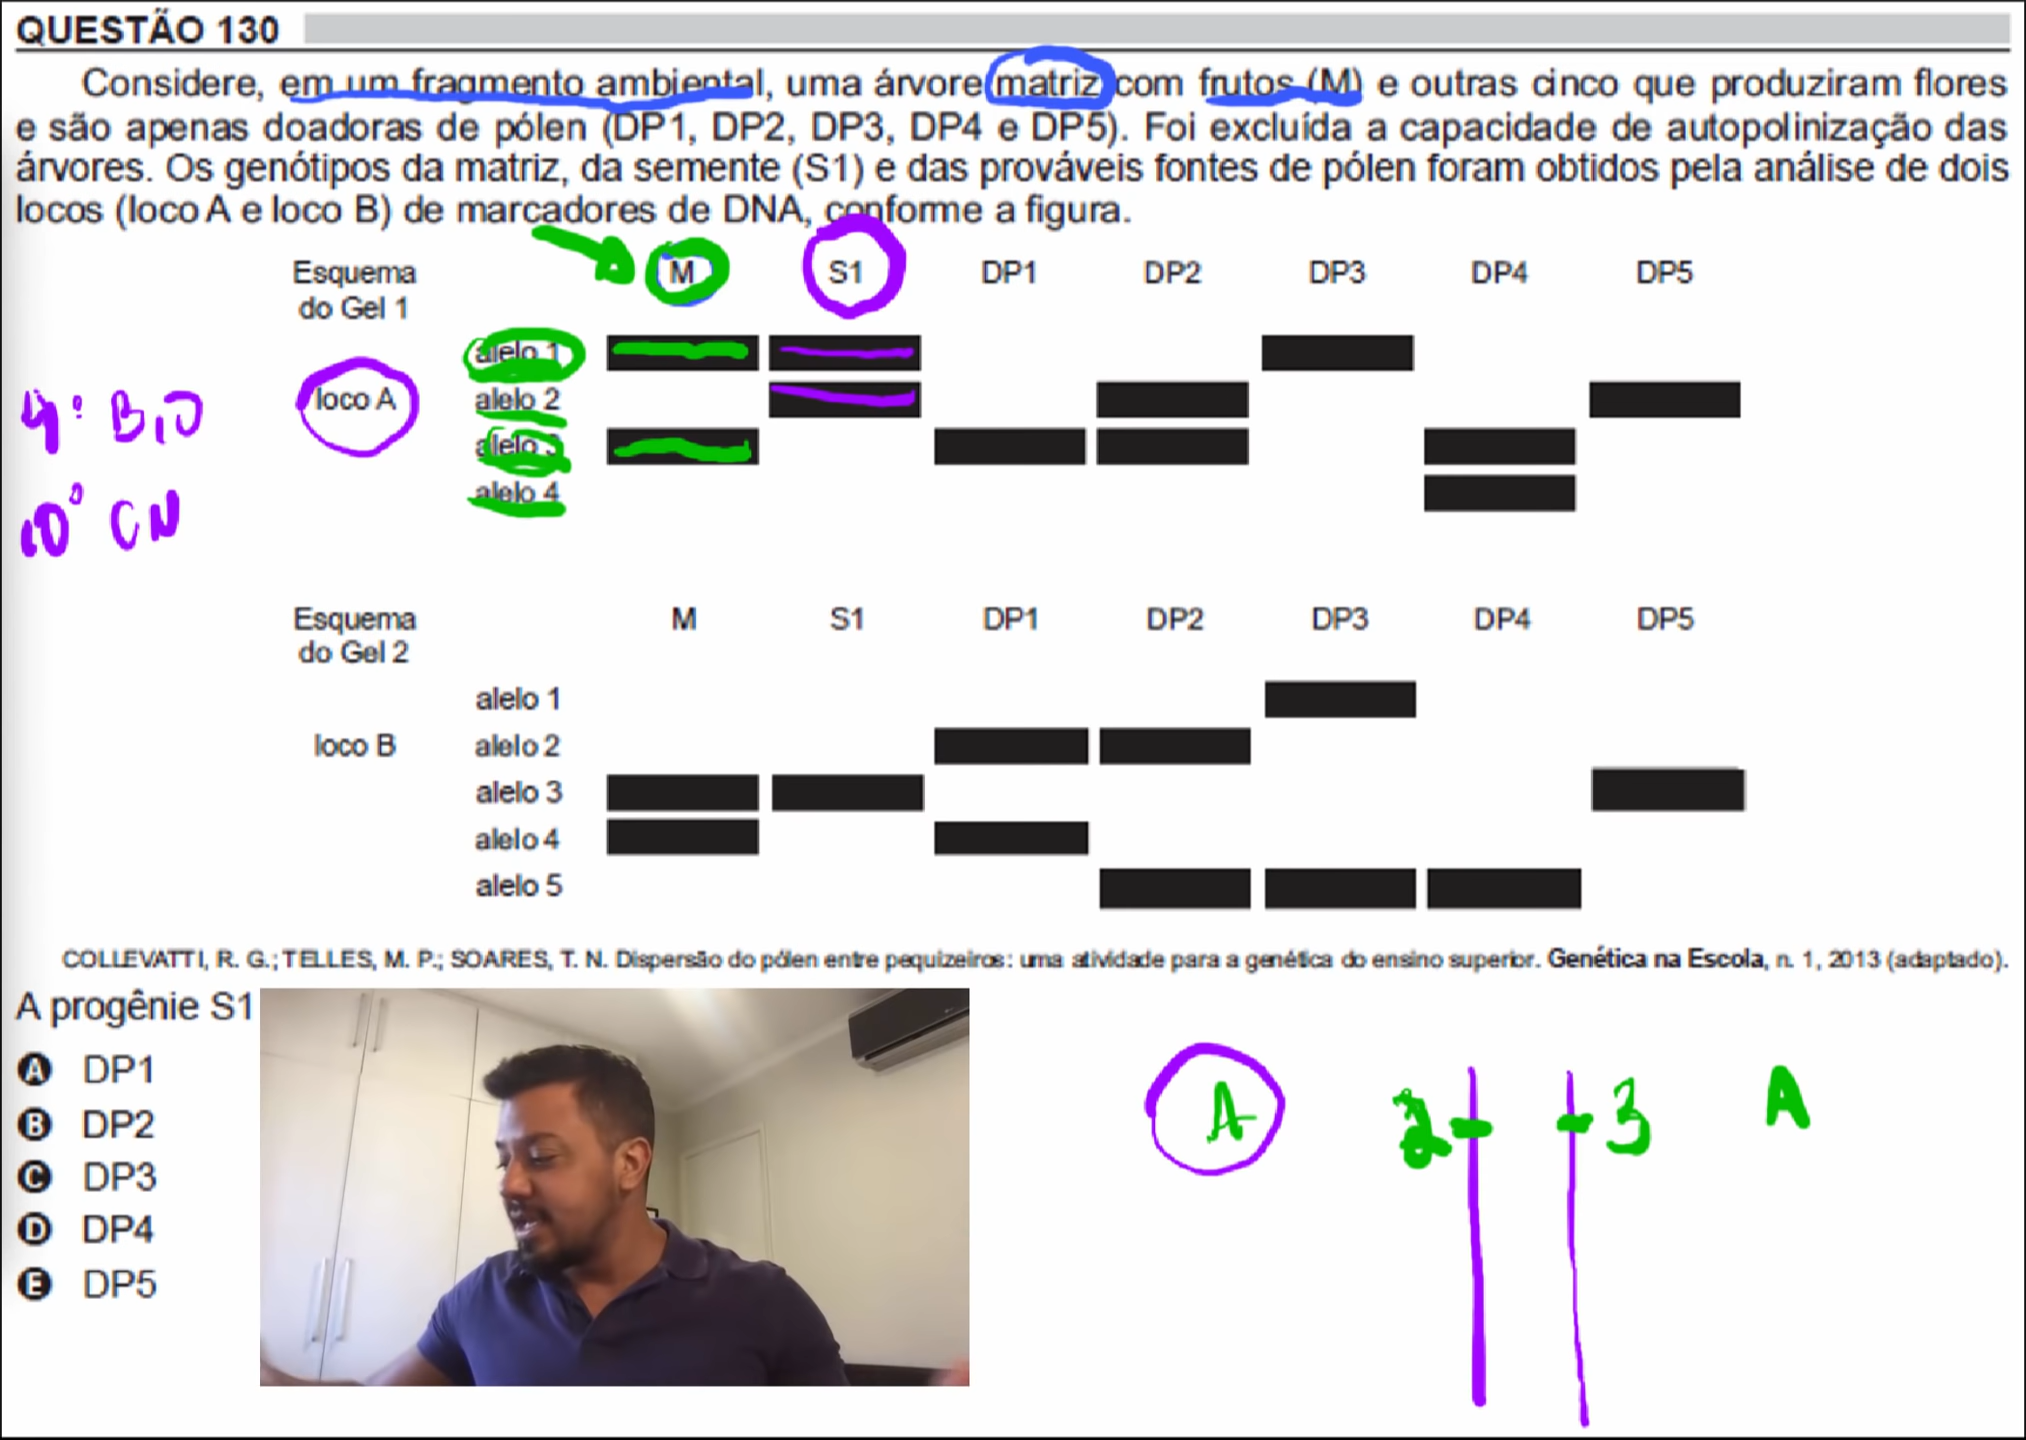 QUESTÃO 130
Considere, em um fragmento ambiental, uma árvore matriz com frutos (M) e outras cinco que produziram flores
e são apenas doadoras de pólen (DP1, DP2, DP3, DP4 e DP5). Foi excluída a capacidade de autopolinização das
árvores. Os genótipos da matriz, da semente (S1) e das prováveis fontes de pólen foram obtidos pela análise de dois
locos (loco A e loco B) de marcadores de DNA, conforme a figura.
Esquema M S1 DP1 DP2 DP3 DP4 DP5
do Gel 1
alelo 1
4º BIO loco A alelo 2
alelo 3
10º CN alelo 4
Esquema M S1 DP1 DP2 DP3 DP4 DP5
do Gel 2
alelo 1
loco B alelo 2
alelo 3
alelo 4
alelo 5
COLLEVATTI, R. G.; TELLES, M. P.; SOARES, T. N. Dispersão do pólen entre pequizeiros: uma atividade para a genética do ensino superior. Genética na Escola, n. 1, 2013 (adaptado).
A progênie S1
A DP1
B DP2
C DP3
D DP4
E DP5
A 3 A